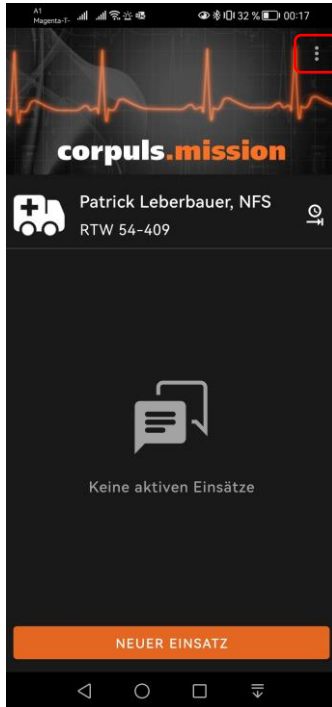 A1
Magenta-T-
32 %
00:17
corpuls.mission
Patrick Leberbauer, NFS
RTW 54-409
Keine aktiven Einsätze
NEUER EINSATZ